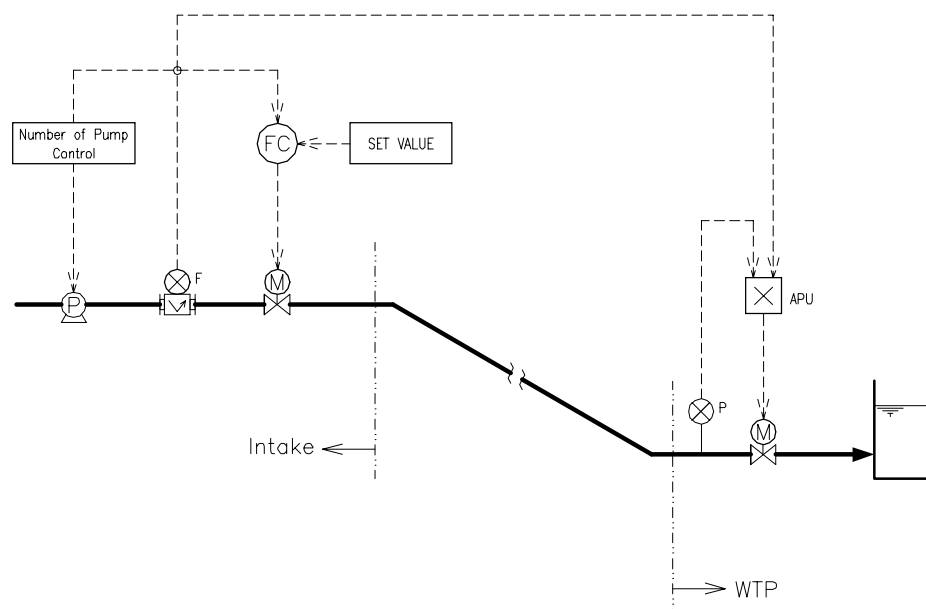 Number of Pump
Control
FC
SET VALUE
P
F
M
APU
P
M
Intake
WTP